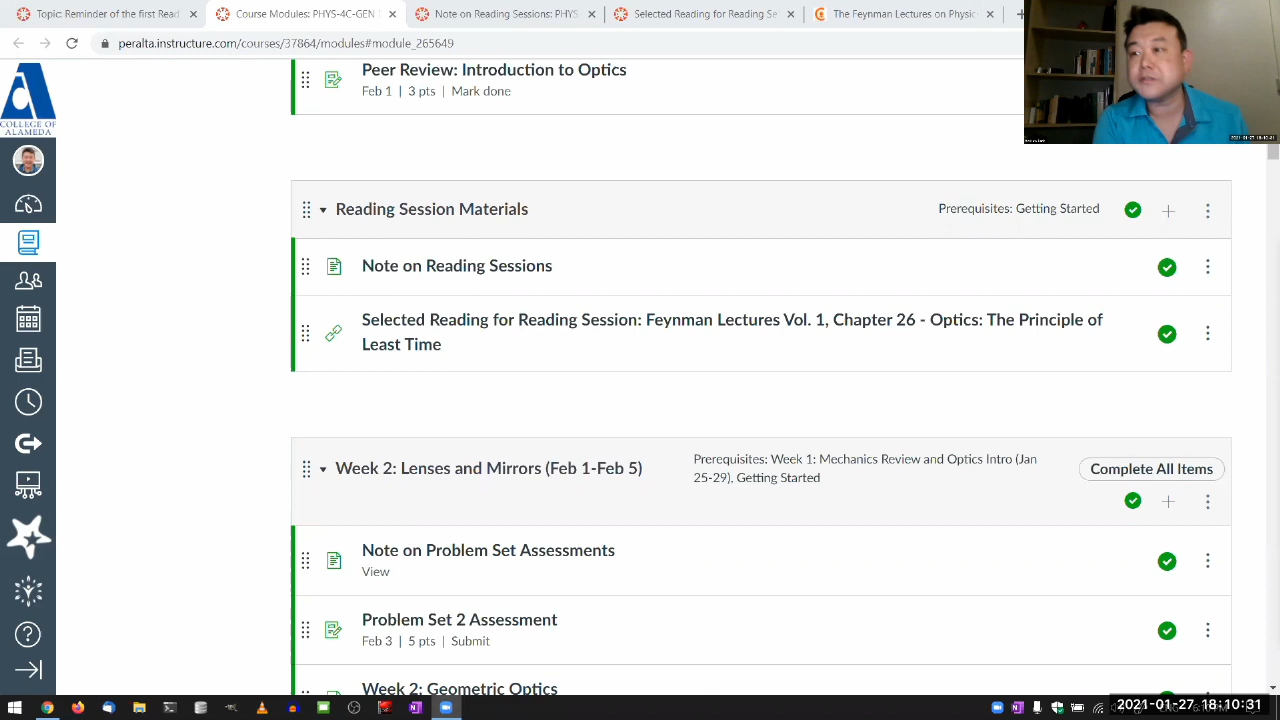 Topic: Reminder of the first Read
Course Modules: PHYS-4C-GEN
Note on Reading Sessions: PHYS
Selected Reading for Reading Se
The Feynman Lectures on Physic
peralta.instructure.com/courses/37864/modules#module_265649
COLLEGE OF
ALAMEDA
Peer Review: Introduction to Optics
Feb 1 | 3 pts | Mark done
2021-01-27 18:10:31
Reading Session Materials
Prerequisites: Getting Started
Note on Reading Sessions
Selected Reading for Reading Session: Feynman Lectures Vol. 1, Chapter 26 - Optics: The Principle of
Least Time
Week 2: Lenses and Mirrors (Feb 1-Feb 5)
Prerequisites: Week 1: Mechanics Review and Optics Intro (Jan
25-29), Getting Started
Complete All Items
Note on Problem Set Assessments
View
Problem Set 2 Assessment
Feb 3 | 5 pts | Submit
Week 2: Geometric Optics
2021-01-27 18:10:31